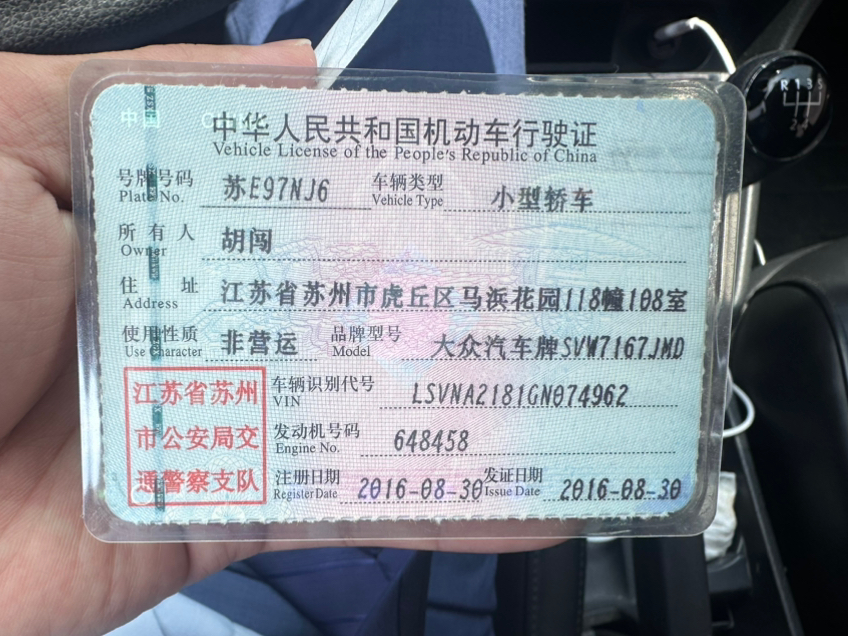 中国
中华人民共和国机动车行驶证
Vehicle License of the People's Republic of China
号牌号码 苏E97NJ6 车辆类型 小型轿车
Plate No. Vehicle Type
所有人 胡闯
Owner
住址 江苏省苏州市虎丘区马浜花园118幢108室
Address
使用性质 非营运 品牌型号 大众汽车牌SVW7167JMD
Use Character Model
江苏省苏州 车辆识别代号 LSVNA2181GN074962
VIN
市公安局交 发动机号码 648458
Engine No.
通警察支队 注册日期 2016-08-30 发证日期 2016-08-30
Register Date Issue Date
R 1 3 5